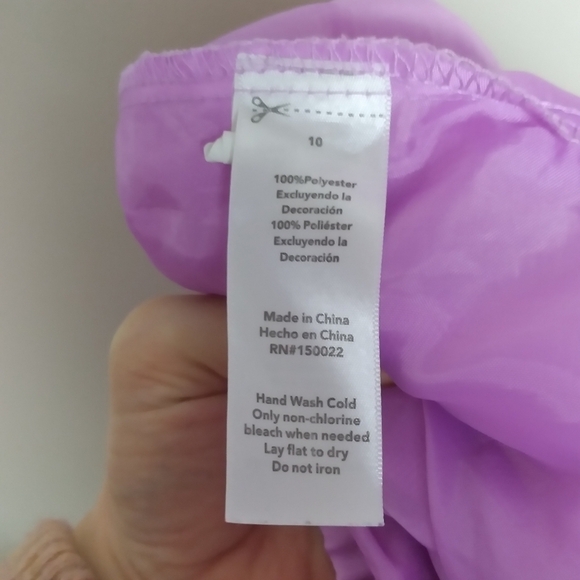 10
100%Polyester
Excluyendo la
Decoración
100% Poliéster
Excluyendo la
Decoración
Made in China
Hecho en China
RN#150022
Hand Wash Cold
Only non-chlorine
bleach when needed
Lay flat to dry
Do not iron